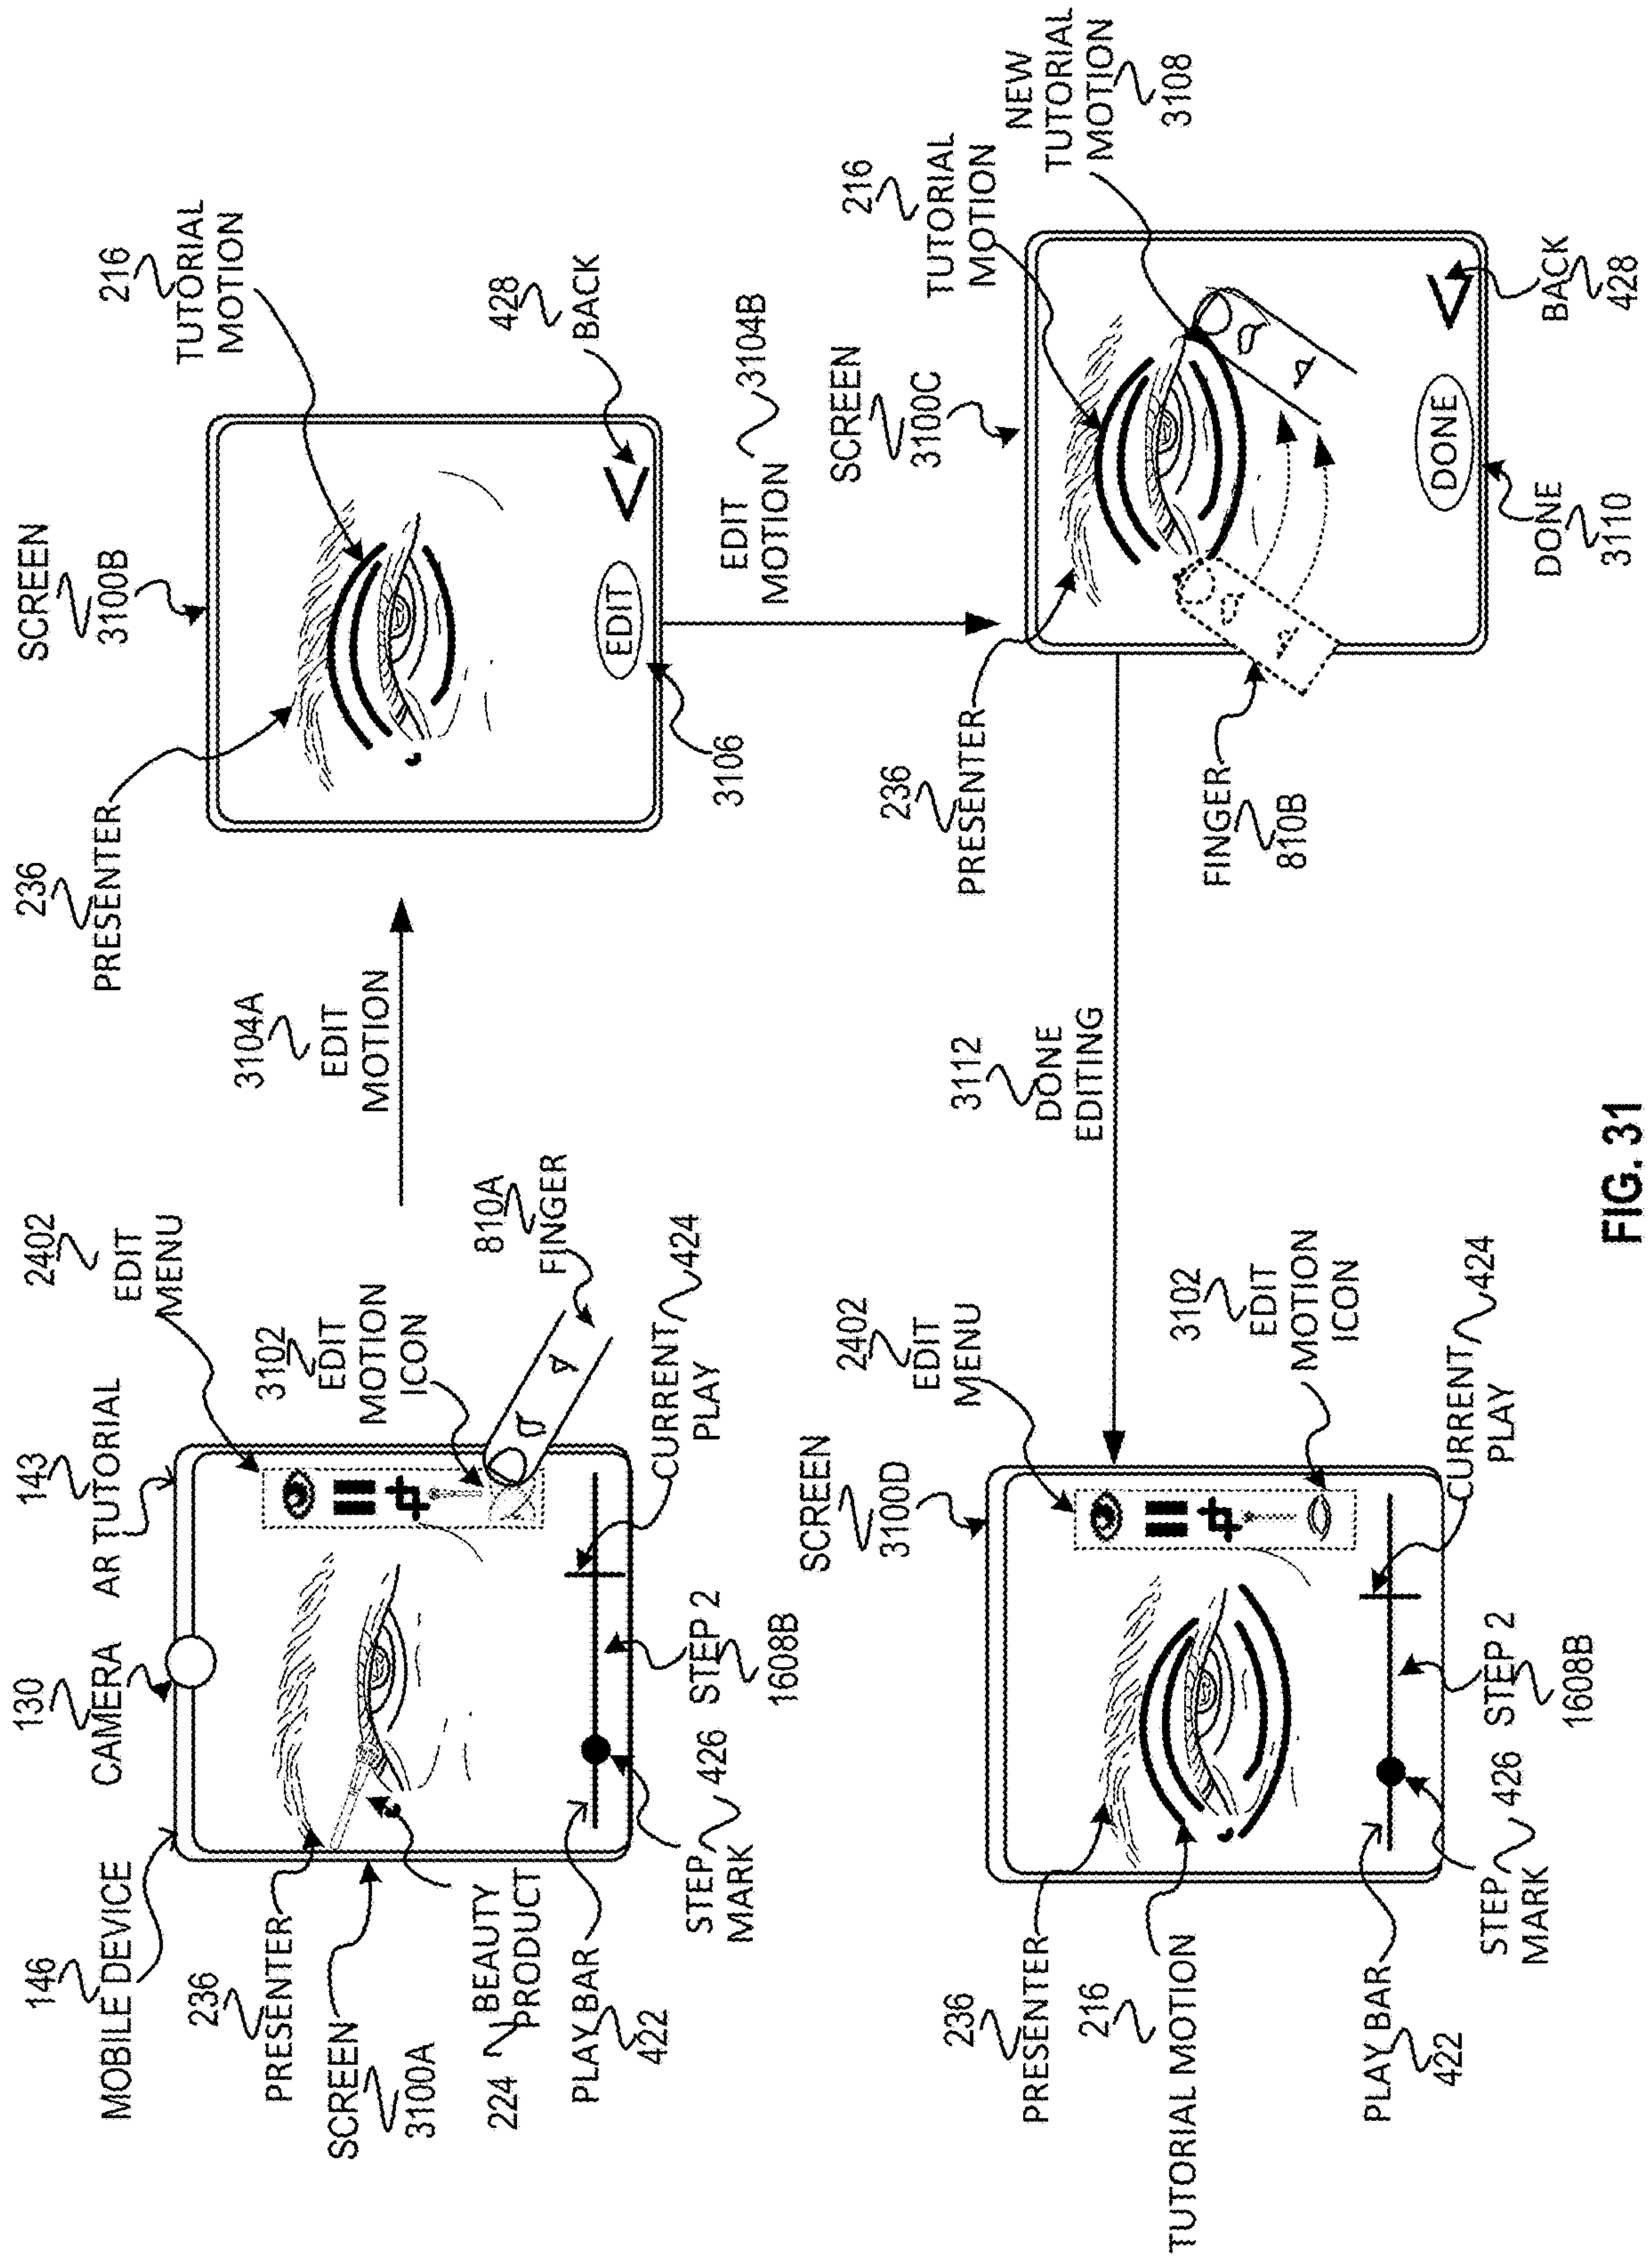 146
MOBILE DEVICE
130
CAMERA
143
AR TUTORIAL
2402
EDIT
MENU
236
PRESENTER
SCREEN
3100A
224
BEAUTY
PRODUCT
PLAY BAR
422
STEP
MARK
426
STEP 2
1608B
CURRENT
PLAY
424
3102
EDIT
MOTION
ICON
810A
FINGER
3104A
EDIT
MOTION
236
PRESENTER
SCREEN
3100B
216
TUTORIAL
MOTION
EDIT
3106
428
BACK
EDIT
MOTION
3104B
SCREEN
3100C
216
TUTORIAL
MOTION
NEW
TUTORIAL
MOTION
3108
236
PRESENTER
FINGER
810B
DONE
DONE
3110
BACK
428
3112
DONE
EDITING
SCREEN
3100D
2402
EDIT
MENU
3102
EDIT
MOTION
ICON
236
PRESENTER
216
TUTORIAL MOTION
PLAY BAR
422
STEP
MARK
426
STEP 2
1608B
CURRENT
PLAY
424
FIG. 31